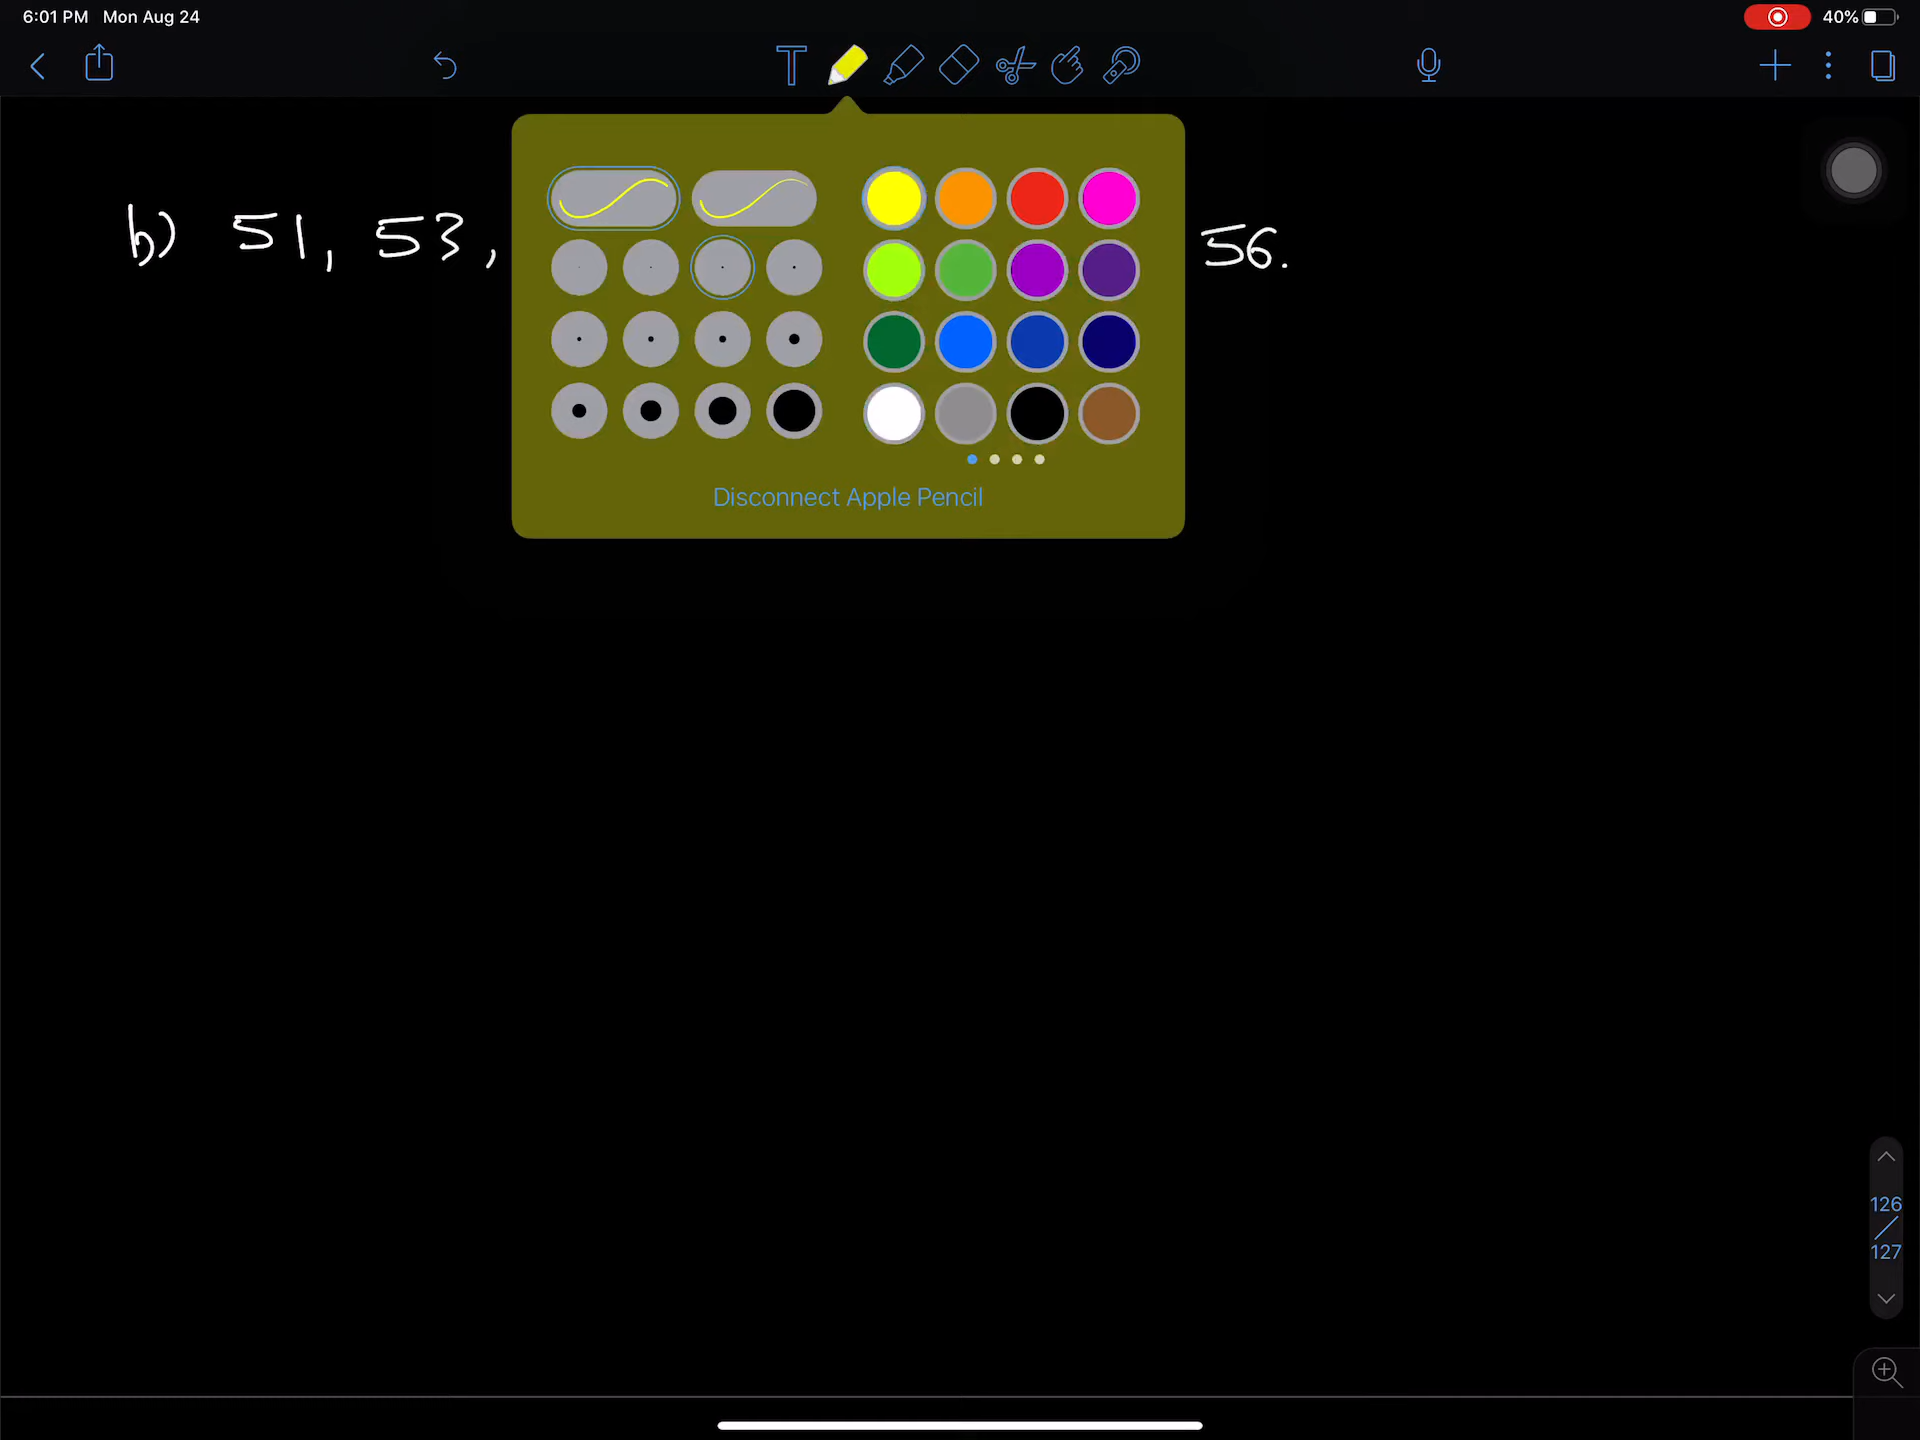 6:01 PM Mon Aug 24
40%
T
b) 51, 53,
56.
Disconnect Apple Pencil
126
127